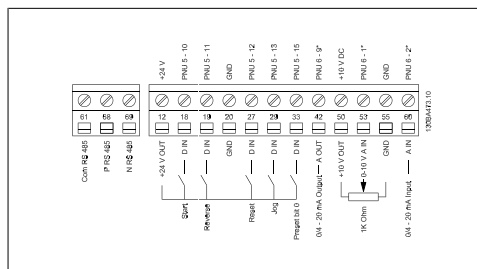 +24 V
PNU 5 - 10
PNU 5 - 11
GND
PNU 5 - 12
PNU 5 - 13
PNU 5 - 15
PNU 6 - 9*
+10 V DC
PNU 6 - 1*
GND
PNU 6 - 2*
61 68 69 12 18 19 20 27 29 33 42 50 53 55 60
Com RS 485
P RS 485
N RS 485
+24 V OUT
D IN
D IN
GND
D IN
D IN
D IN
A OUT
+10 V OUT
0-10 V A IN
GND
A IN
Start
Reverse
Reset
Jog
Preset bit 0
0/4 - 20 mA Output
1K Ohm
0/4 - 20 mA Input
130BA473.10